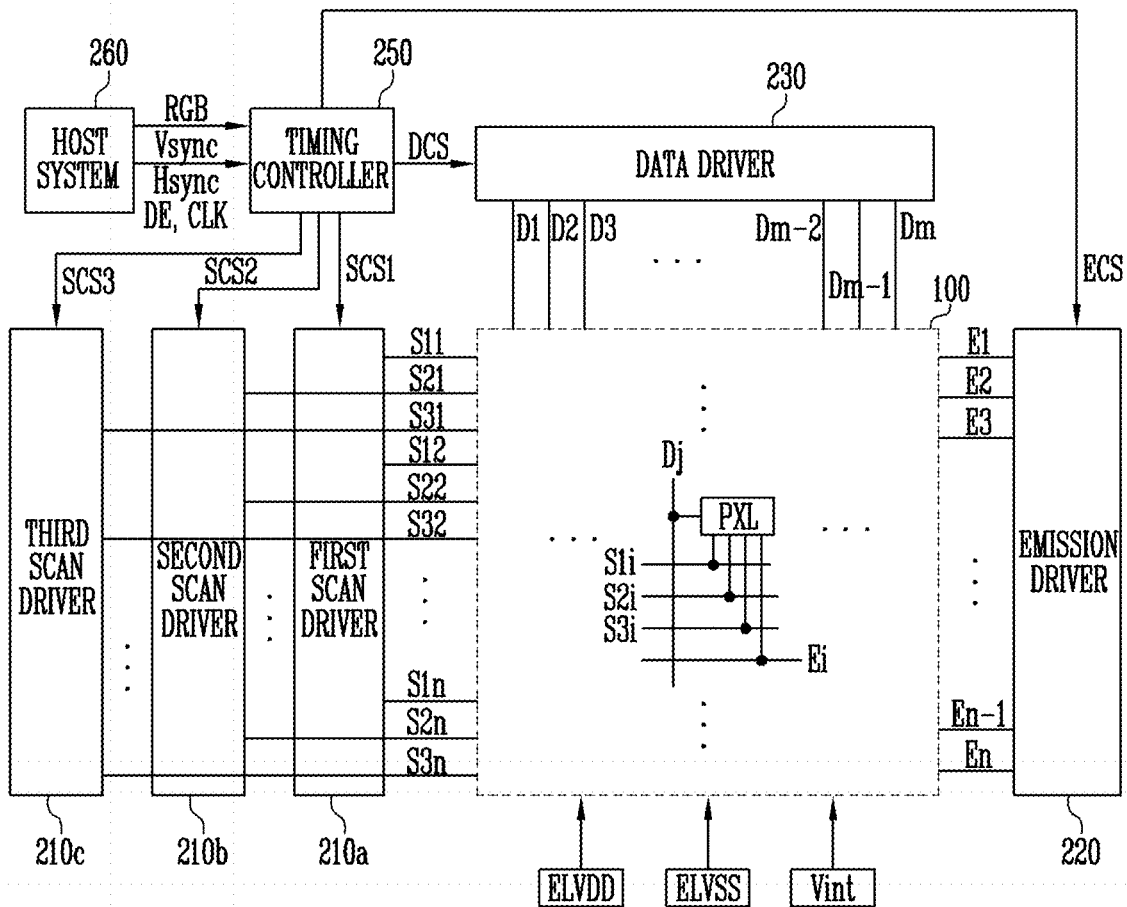 260
250
230
HOST
SYSTEM
RGB
Vsync
Hsync
DE, CLK
TIMING
CONTROLLER
DCS
DATA DRIVER
D1 D2 D3 Dm-2 Dm
. . .
Dm-1
SCS3 SCS2 SCS1
ECS
100
S11
S21
S31
S12
S22
S32
E1
E2
E3
Dj
PXL
S1i
S2i
S3i
Ei
THIRD
SCAN
DRIVER
SECOND
SCAN
DRIVER
FIRST
SCAN
DRIVER
EMISSION
DRIVER
S1n
S2n
S3n
En-1
En
210c 210b 210a 220
ELVDD ELVSS Vint